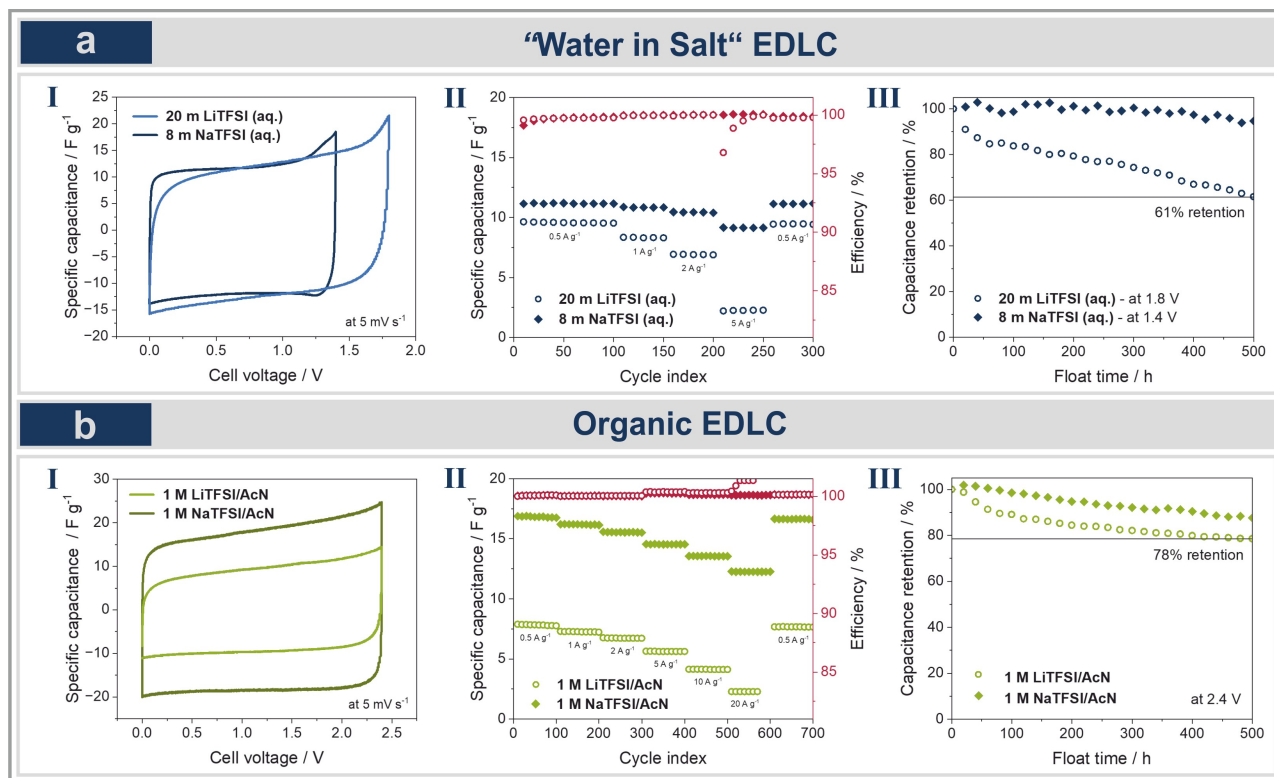 a
“Water in Salt“ EDLC
I
20 m LiTFSI (aq.)
8 m NaTFSI (aq.)
25
20
15
10
5
0
−5
−10
−15
−20
Specific capacitance / F g⁻¹
0.0
0.5
1.0
1.5
2.0
Cell voltage / V
at 5 mV s⁻¹
II
20
15
10
5
0
Specific capacitance / F g⁻¹
100
95
90
85
Efficiency / %
0.5 A g⁻¹
1 A g⁻¹
2 A g⁻¹
5 A g⁻¹
0.5 A g⁻¹
20 m LiTFSI (aq.)
8 m NaTFSI (aq.)
0
50
100
150
200
250
300
Cycle index
III
100
80
60
40
20
0
Capacitance retention / %
61% retention
20 m LiTFSI (aq.) - at 1.8 V
8 m NaTFSI (aq.) - at 1.4 V
0
100
200
300
400
500
Float time / h
b
Organic EDLC
I
1 M LiTFSI/AcN
1 M NaTFSI/AcN
30
20
10
0
−10
−20
Specific capacitance / F g⁻¹
0.0
0.5
1.0
1.5
2.0
2.5
Cell voltage / V
at 5 mV s⁻¹
II
20
15
10
5
0
Specific capacitance / F g⁻¹
100
95
90
85
Efficiency / %
0.5 A g⁻¹
1 A g⁻¹
2 A g⁻¹
5 A g⁻¹
10 A g⁻¹
20 A g⁻¹
0.5 A g⁻¹
1 M LiTFSI/AcN
1 M NaTFSI/AcN
0
100
200
300
400
500
600
700
Cycle index
III
100
80
60
40
20
0
Capacitance retention / %
78% retention
1 M LiTFSI/AcN
1 M NaTFSI/AcN
at 2.4 V
0
100
200
300
400
500
Float time / h